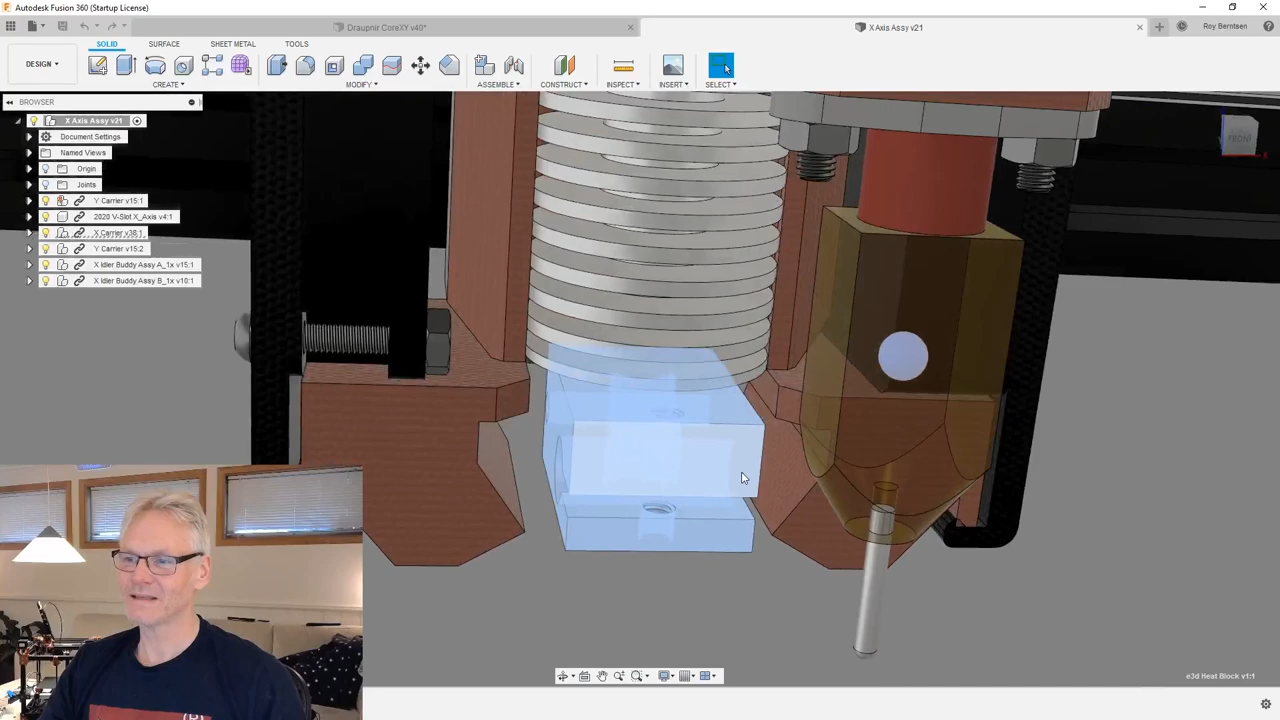 Autodesk Fusion 360 (Startup License)
Draupnir CoreXY v40*
X Axis Assy v21
Roy Berntsen
DESIGN
SOLID
SURFACE
SHEET METAL
TOOLS
CREATE
MODIFY
ASSEMBLE
CONSTRUCT
INSPECT
INSERT
SELECT
BROWSER
X Axis Assy v21
Document Settings
Named Views
Origin
Joints
Y Carrier v15:1
2020 V-Slot X_Axis v4:1
X Carrier v38:1
Y Carrier v15:2
X Idler Buddy Assy A_1x v15:1
X Idler Buddy Assy B_1x v10:1
FRONT
X
e3d Heat Block v1:1